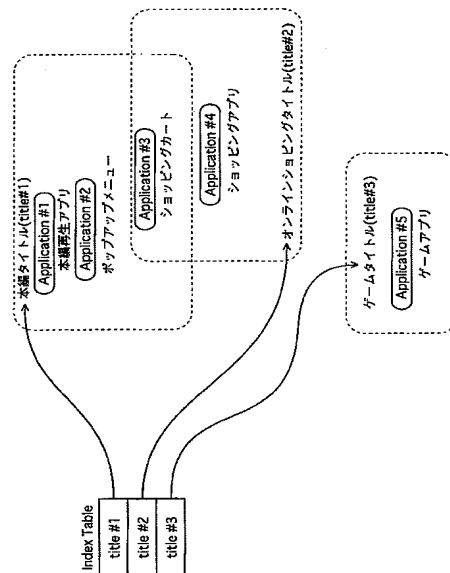 Index Table
title #1
title #2
title #3
本編タイトル(title#1)
Application #1
本編再生アプリ
Application #2
ポップアップメニュー
Application #3
ショッピングカート
Application #4
ショッピングアプリ
オンラインショッピングタイトル(title#2)
ゲームタイトル(title#3)
Application #5
ゲームアプリ